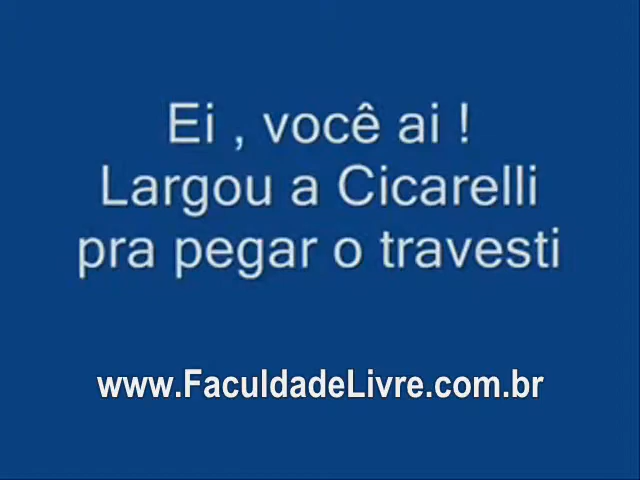 Ei , você ai !
Largou a Cicarelli
pra pegar o travesti
www.FaculdadeLivre.com.br